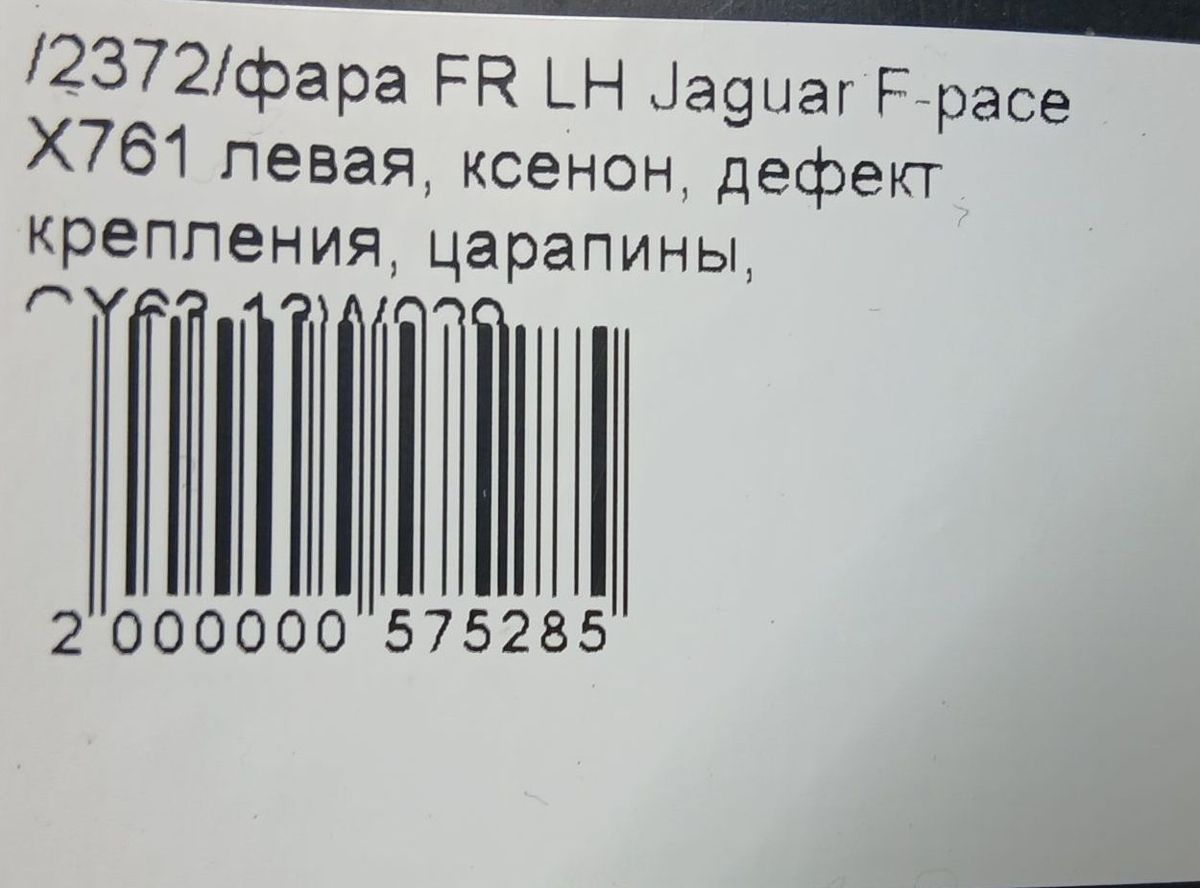 /2372/фара FR LH Jaguar F-pace
X761 левая, ксенон, дефект
крепления, царапины,
2 000000 575285